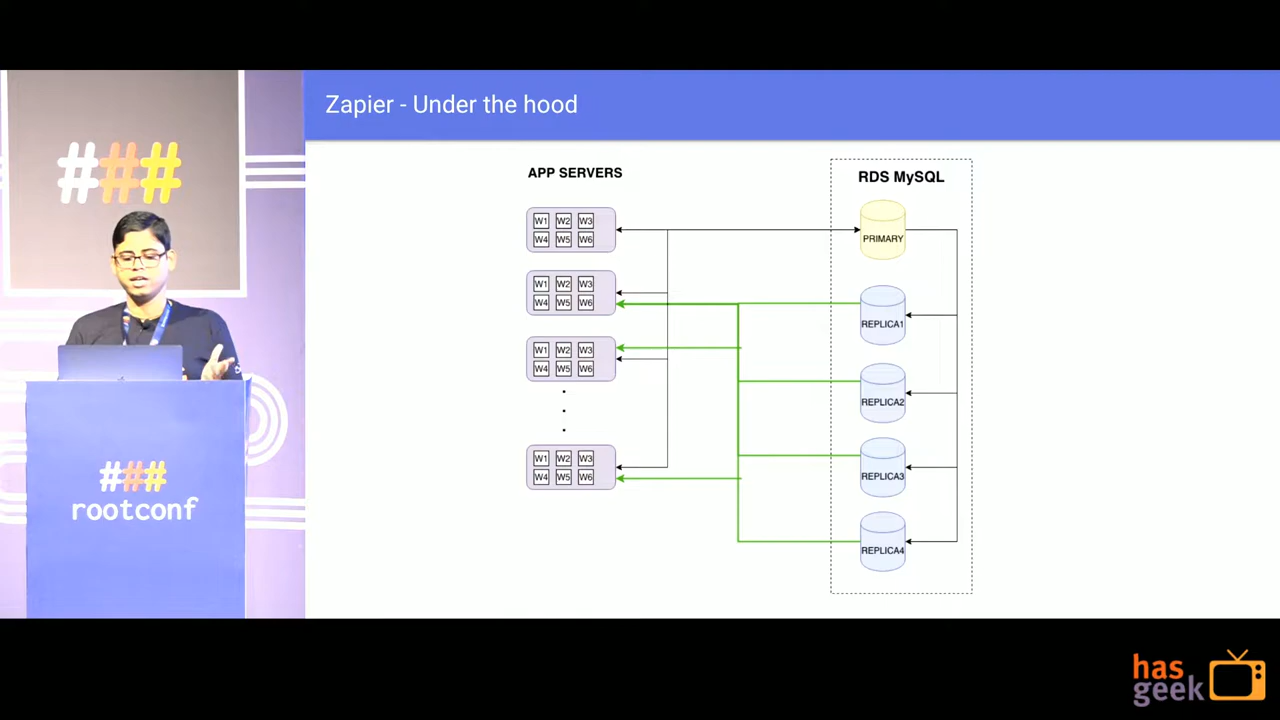 Zapier - Under the hood
APP SERVERS
RDS MySQL
W1 W2 W3
W4 W5 W6
PRIMARY
W1 W2 W3
W4 W5 W6
REPLICA1
W1 W2 W3
W4 W5 W6
REPLICA2
W1 W2 W3
W4 W5 W6
REPLICA3
REPLICA4
###
###
rootconf
has
geek